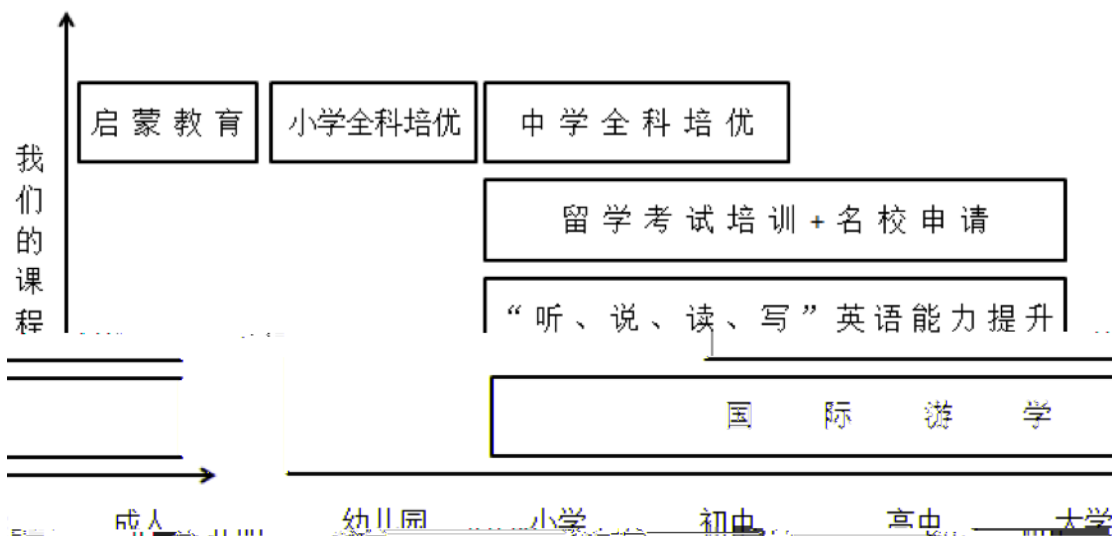 我们的课程
启蒙教育 小学全科培优 中学全科培优
留学考试培训+名校申请
“听、说、读、写”英语能力提升
国际游学
成人 幼儿园 小学 初中 高中 大学